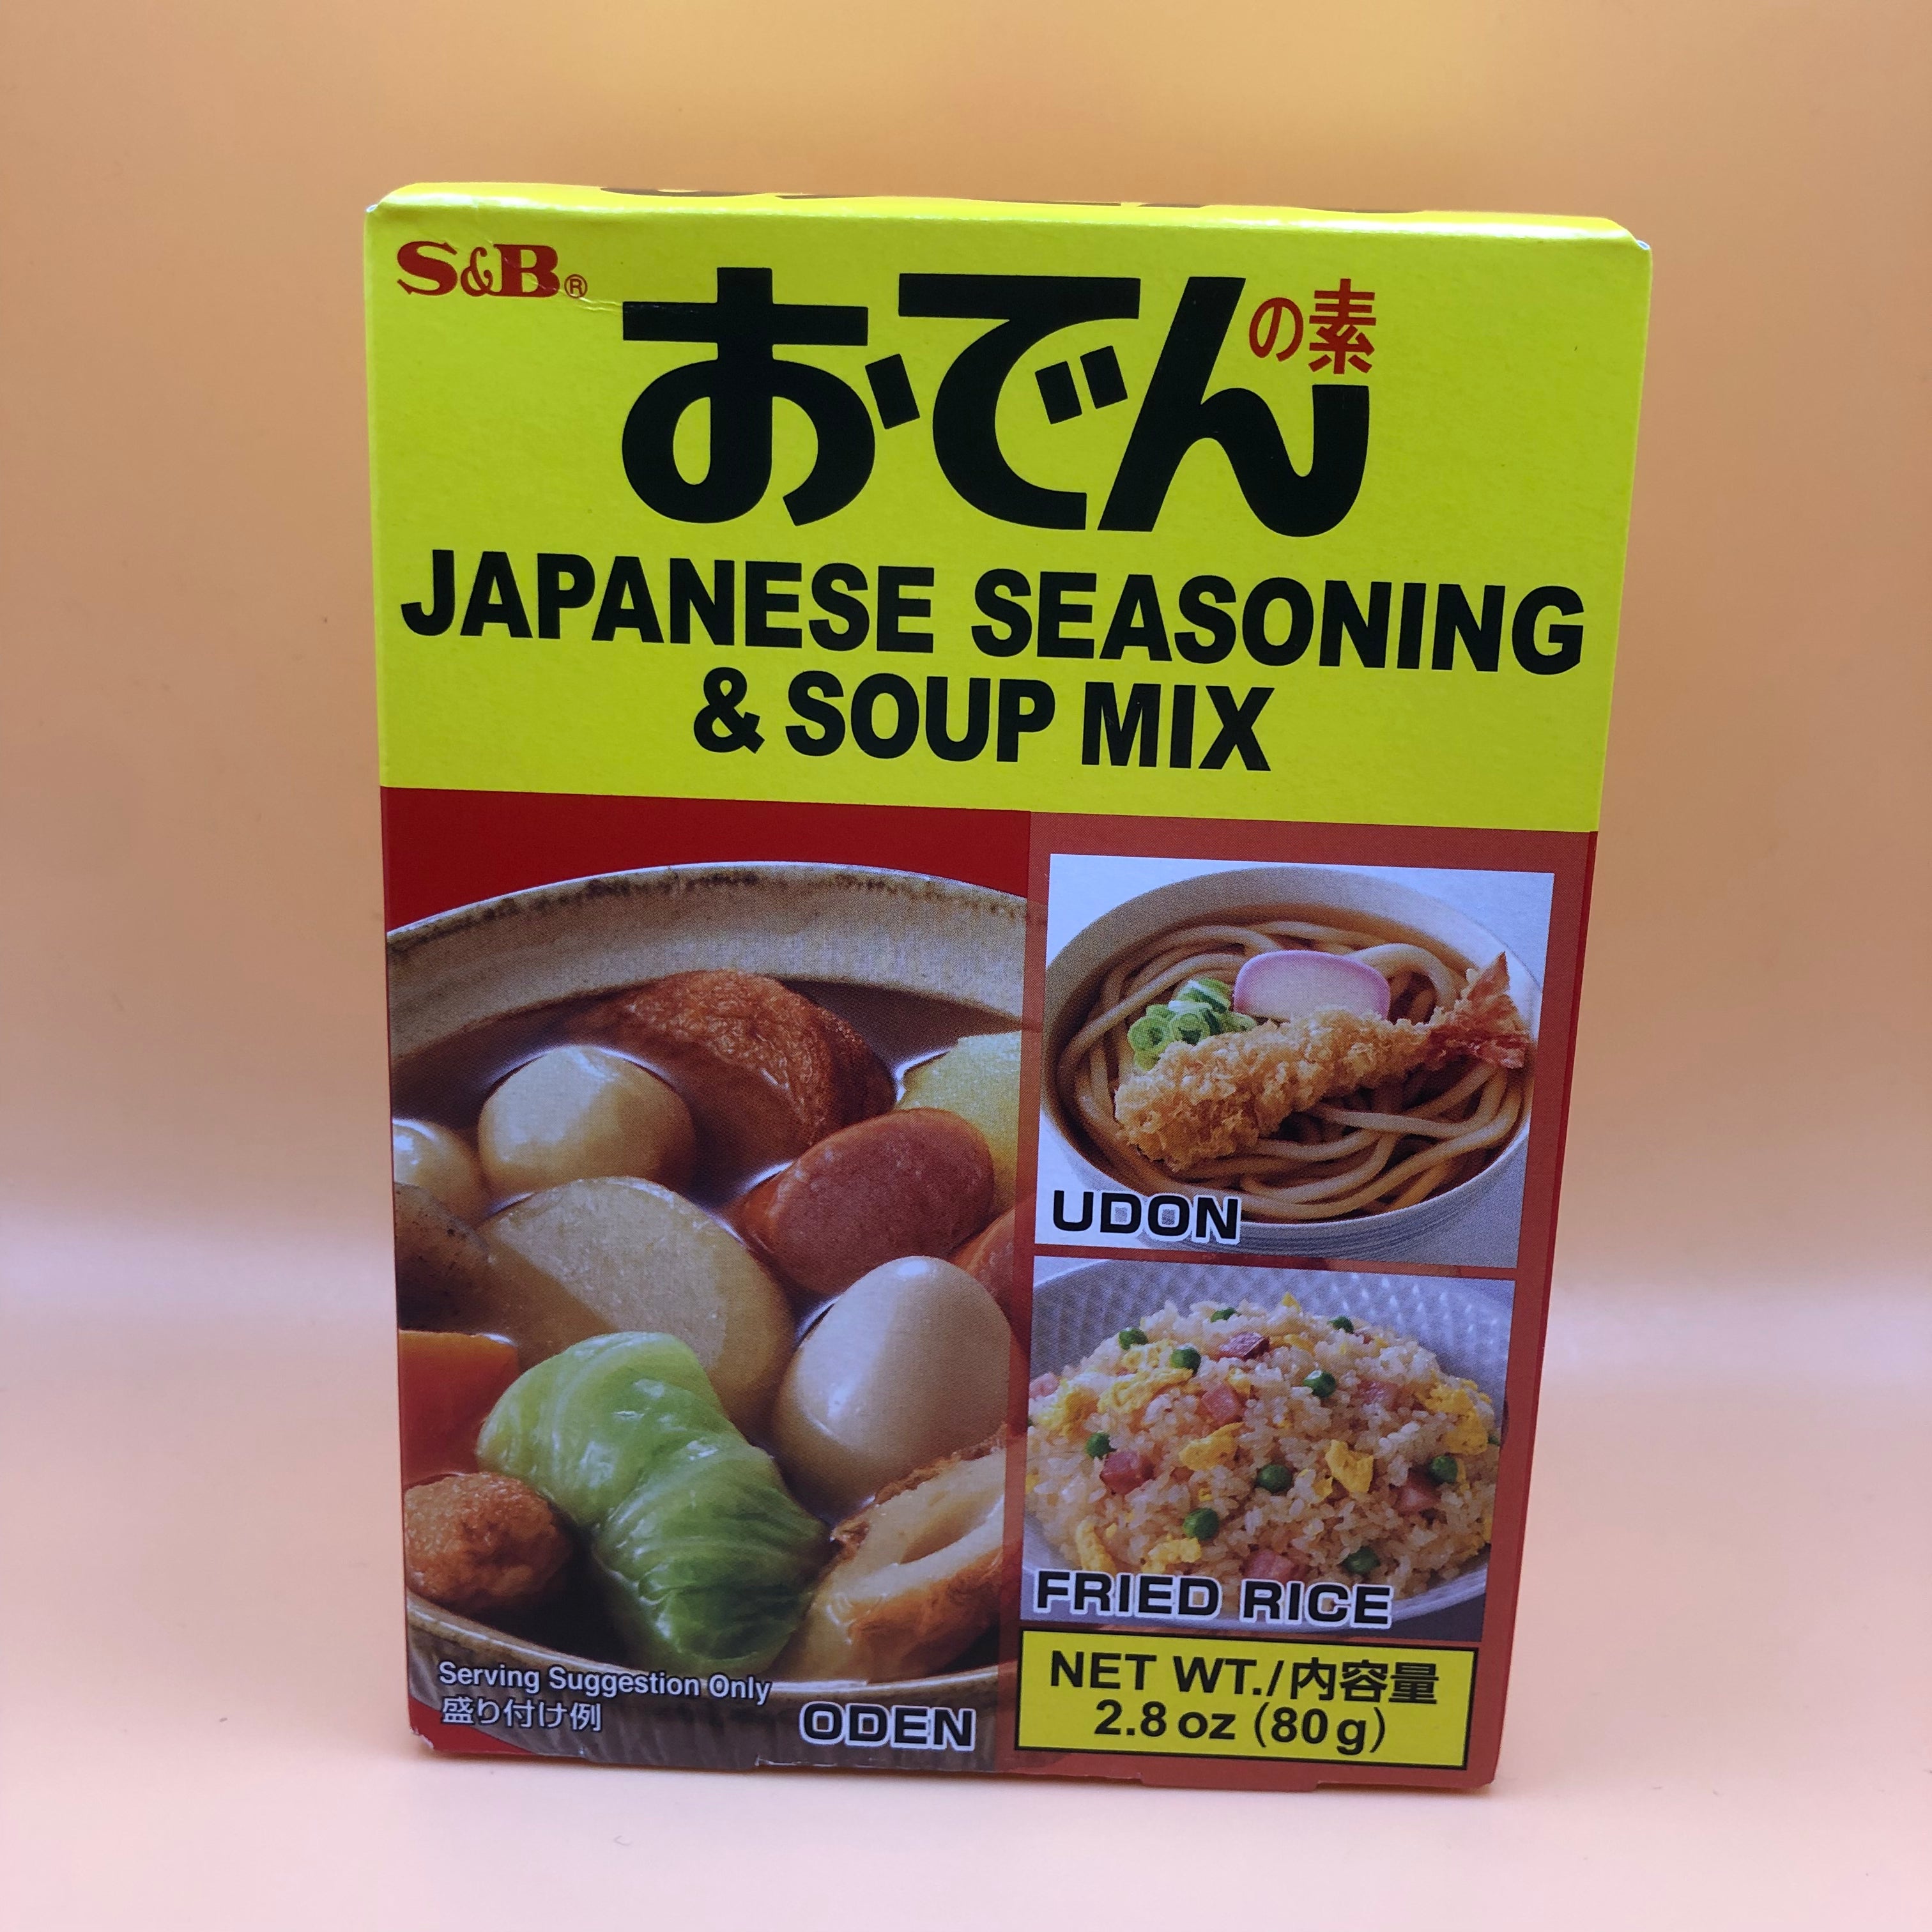 S&B®
おでんの素
JAPANESE SEASONING
& SOUP MIX
UDON
FRIED RICE
Serving Suggestion Only
盛り付け例
ODEN
NET WT./内容量
2.8 oz (80g)